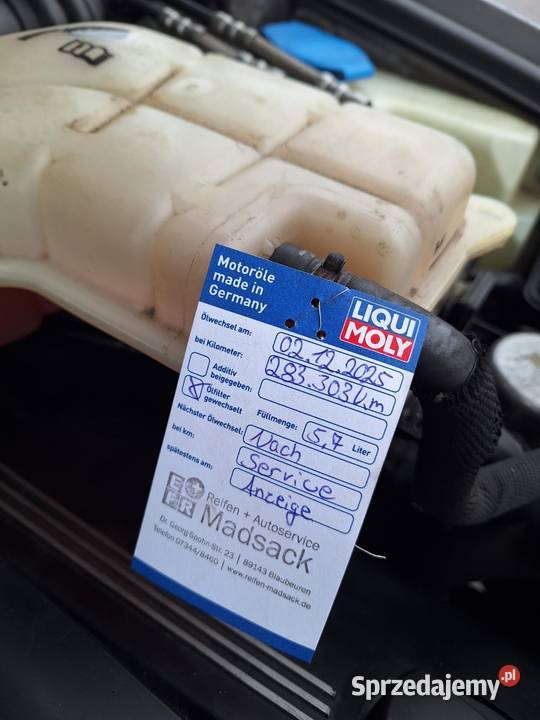 Motoröle
made in
Germany
LIQUI
MOLY
Ölwechsel am: 02.12.2025
bei Kilometer: 283.303 km
Additiv
beigegeben:
Ölfilter
gewechselt
Füllmenge: 5,7 Liter
Nächster Ölwechsel: Nach
bei km: Service
spätestens am: Anzeige
EFR
Reifen + Autoservice
Madsack
Dr. Georg-Spohn-Str. 23 | 89143 Blaubeuren
Telefon 07344/8460 | www.reifen-madsack.de
Sprzedajemy.pl